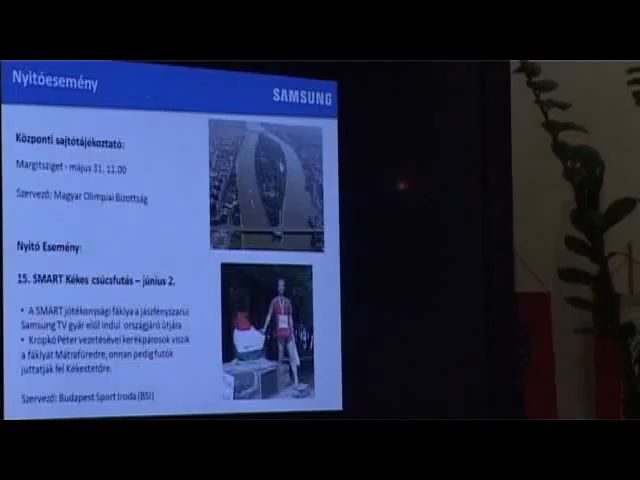 Nyitóesemény
SAMSUNG
Központi sajtótájékoztató:
Margitsziget - május 31, 11.00
Szervező: Magyar Olimpiai Bizottság
Nyitó Esemény:
15. SMART Kékes csúcsfutás – június 2.
• A SMART jótékonysági fáklya a jászfényszarui
Samsung TV gyár elől indul országjáró útjára
• Kropkó Péter vezetésével kerékpárosok viszik
a fáklyát Mátrafüredre, onnan pedig futók
juttatják fel Kékestetőre.
Szervező: Budapest Sport Iroda (BSI)